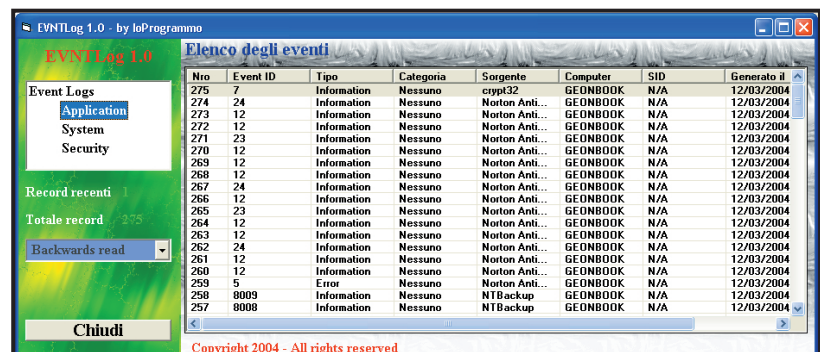 EVNTLog 1.0 - by IoProgrammo
EVNTLog 1.0
Event Logs
Application
System
Security
Record recenti 1
Totale record 275
Backwards read
Chiudi
Elenco degli eventi
Nro Event ID Tipo Categoria Sorgente Computer SID Generato il
275 7 Information Nessuno crypt32 GEONBOOK N/A 12/03/2004
274 24 Information Nessuno Norton Anti... GEONBOOK N/A 12/03/2004
273 12 Information Nessuno Norton Anti... GEONBOOK N/A 12/03/2004
272 12 Information Nessuno Norton Anti... GEONBOOK N/A 12/03/2004
271 23 Information Nessuno Norton Anti... GEONBOOK N/A 12/03/2004
270 12 Information Nessuno Norton Anti... GEONBOOK N/A 12/03/2004
269 12 Information Nessuno Norton Anti... GEONBOOK N/A 12/03/2004
268 12 Information Nessuno Norton Anti... GEONBOOK N/A 12/03/2004
267 24 Information Nessuno Norton Anti... GEONBOOK N/A 12/03/2004
266 12 Information Nessuno Norton Anti... GEONBOOK N/A 12/03/2004
265 23 Information Nessuno Norton Anti... GEONBOOK N/A 12/03/2004
264 12 Information Nessuno Norton Anti... GEONBOOK N/A 12/03/2004
263 12 Information Nessuno Norton Anti... GEONBOOK N/A 12/03/2004
262 24 Information Nessuno Norton Anti... GEONBOOK N/A 12/03/2004
261 12 Information Nessuno Norton Anti... GEONBOOK N/A 12/03/2004
260 12 Information Nessuno Norton Anti... GEONBOOK N/A 12/03/2004
259 5 Error Nessuno Norton Anti... GEONBOOK N/A 12/03/2004
258 8009 Information Nessuno NTBackup GEONBOOK N/A 12/03/2004
257 8008 Information Nessuno NTBackup GEONBOOK N/A 12/03/2004
Copyright 2004 - All rights reserved